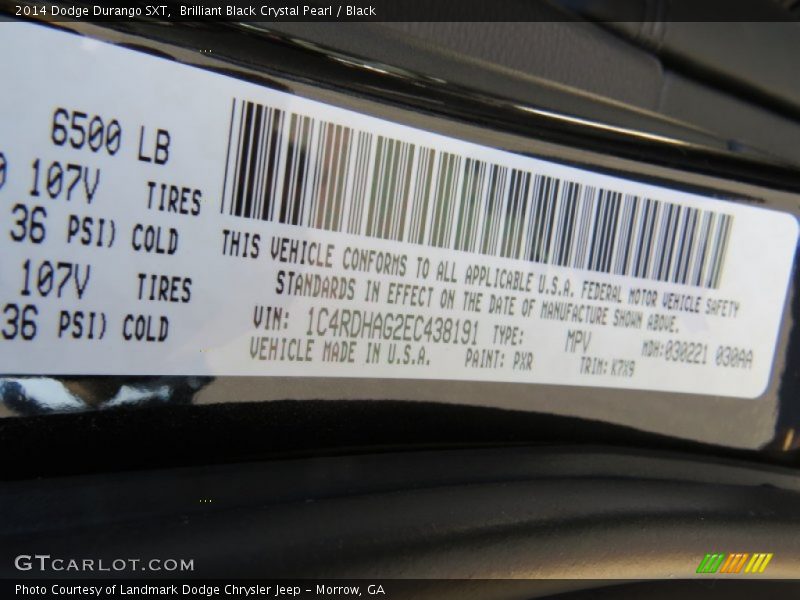 2014 Dodge Durango SXT,  Brilliant Black Crystal Pearl / Black
6500 LB
107V TIRES
36 PSI) COLD
107V TIRES
36 PSI) COLD
THIS VEHICLE CONFORMS TO ALL APPLICABLE U.S.A. FEDERAL MOTOR VEHICLE SAFETY
STANDARDS IN EFFECT ON THE DATE OF MANUFACTURE SHOWN ABOVE.
VIN: 1C4RDHAG2EC438191 TYPE: MPV MDH:030221 030AA
VEHICLE MADE IN U.S.A. PAINT: PXR TRIM: K7X9
GTCARLOT.COM
Photo Courtesy of Landmark Dodge Chrysler Jeep – Morrow, GA